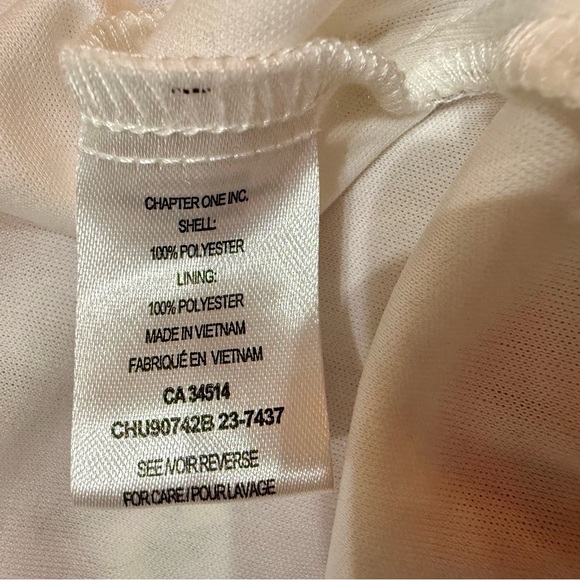 CHAPTER ONE INC.
SHELL:
100% POLYESTER
LINING:
100% POLYESTER
MADE IN VIETNAM
FABRIQUÉ EN VIETNAM
CA 34514
CHU90742B 23-7437
SEE/VOIR REVERSE
FOR CARE/POUR LAVAGE